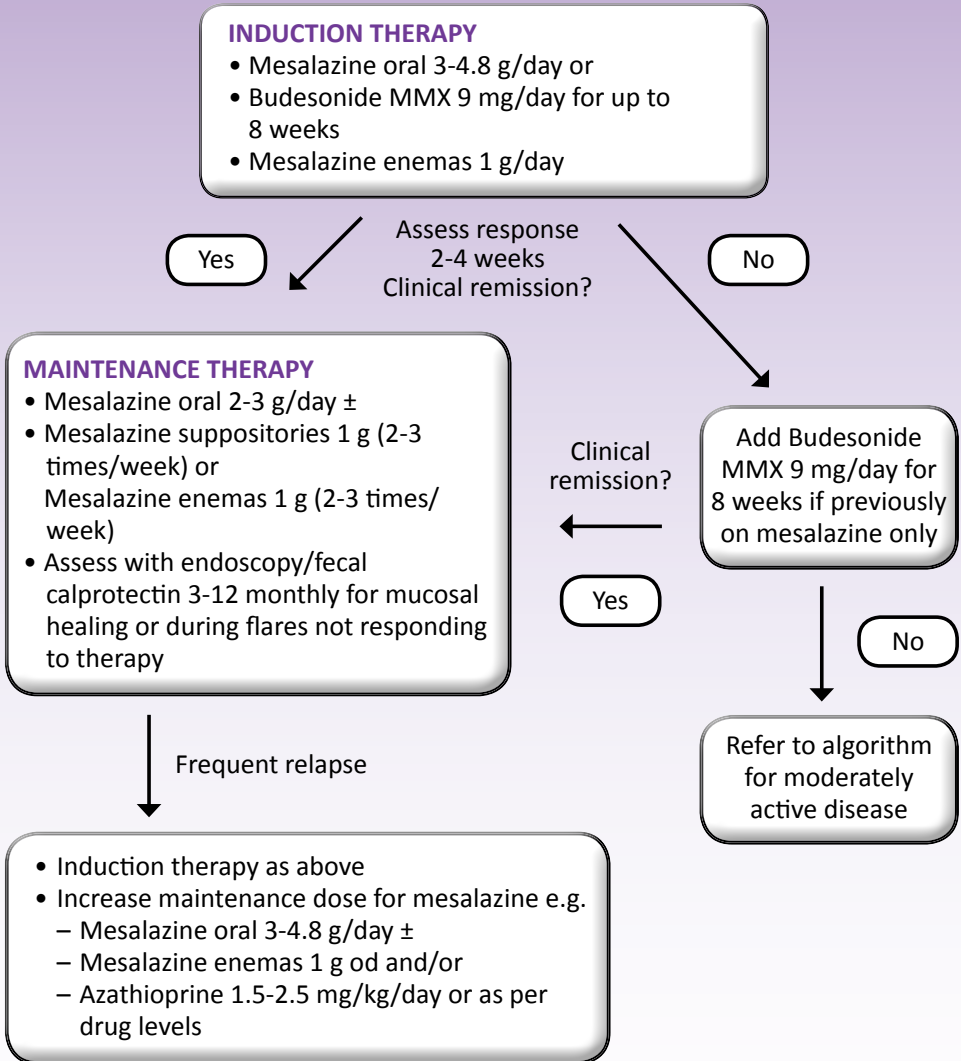 INDUCTION THERAPY
• Mesalazine oral 3-4.8 g/day or
• Budesonide MMX 9 mg/day for up to
8 weeks
• Mesalazine enemas 1 g/day
Yes
Assess response
2-4 weeks
Clinical remission?
No
MAINTENANCE THERAPY
• Mesalazine oral 2-3 g/day ±
• Mesalazine suppositories 1 g (2-3
times/week) or
Mesalazine enemas 1 g (2-3 times/
week)
• Assess with endoscopy/fecal
calprotectin 3-12 monthly for mucosal
healing or during flares not responding
to therapy
Clinical
remission?
Yes
Add Budesonide
MMX 9 mg/day for
8 weeks if previously
on mesalazine only
No
Refer to algorithm
for moderately
active disease
Frequent relapse
• Induction therapy as above
• Increase maintenance dose for mesalazine e.g.
– Mesalazine oral 3-4.8 g/day ±
– Mesalazine enemas 1 g od and/or
– Azathioprine 1.5-2.5 mg/kg/day or as per
drug levels